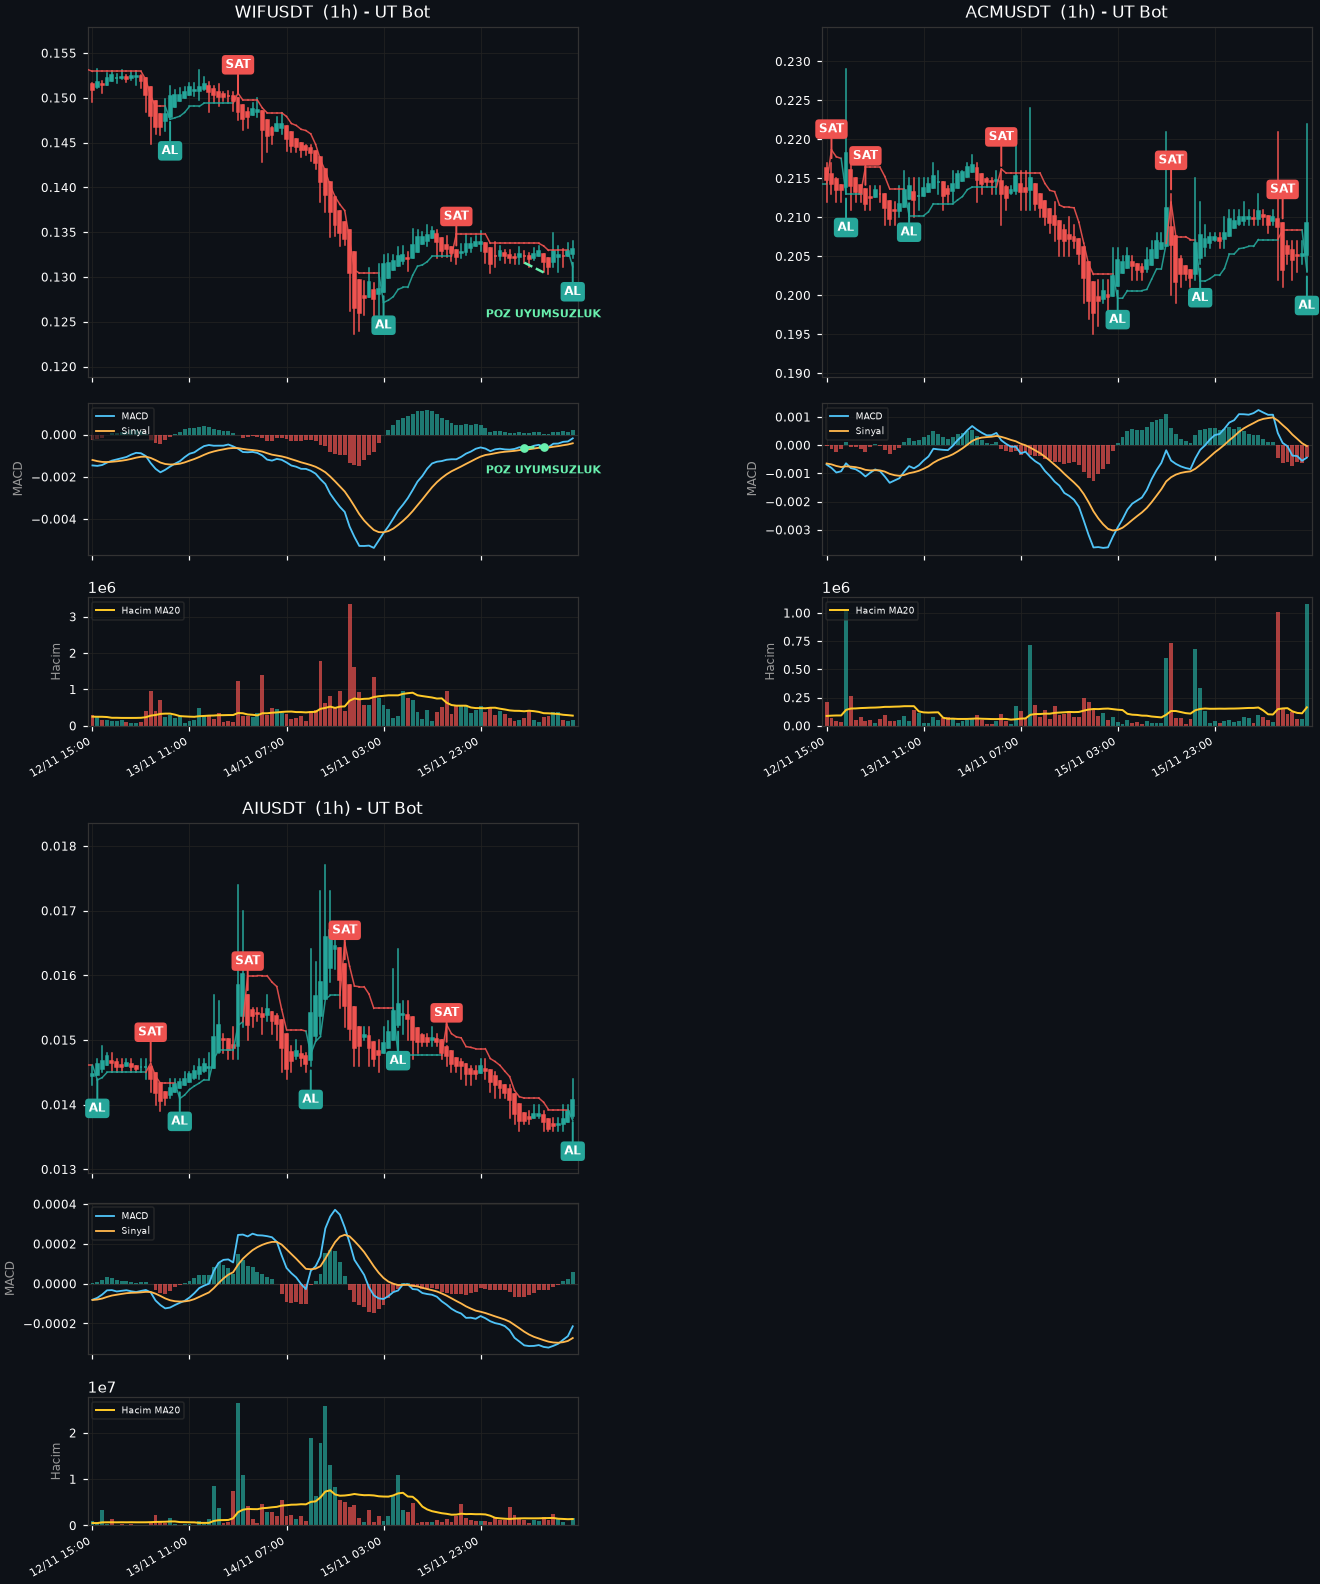 WIFUSDT (1h) - UT Bot
0.155
0.150
0.145
0.140
0.135
0.130
0.125
0.120
SAT
AL
SAT
AL
AL
POZ UYUMSUZLUK
MACD
0.000
−0.002
−0.004
MACD
Sinyal
POZ UYUMSUZLUK
1e6
Hacim
3
2
1
0
Hacim MA20
12/11 15:00
13/11 11:00
14/11 07:00
15/11 03:00
15/11 23:00
ACMUSDT (1h) - UT Bot
0.230
0.225
0.220
0.215
0.210
0.205
0.200
0.195
0.190
SAT
SAT
AL
AL
SAT
AL
SAT
AL
SAT
AL
MACD
0.001
0.000
−0.001
−0.002
−0.003
MACD
Sinyal
1e6
Hacim
1.00
0.75
0.50
0.25
0.00
Hacim MA20
12/11 15:00
13/11 11:00
14/11 07:00
15/11 03:00
15/11 23:00
AIUSDT (1h) - UT Bot
0.018
0.017
0.016
0.015
0.014
0.013
AL
SAT
AL
SAT
AL
SAT
AL
SAT
AL
MACD
0.0004
0.0002
0.0000
−0.0002
MACD
Sinyal
1e7
Hacim
2
1
0
Hacim MA20
12/11 15:00
13/11 11:00
14/11 07:00
15/11 03:00
15/11 23:00